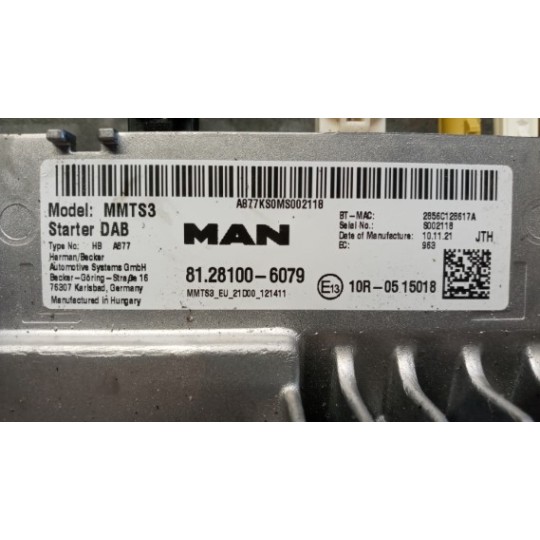 A877KS0MS002118
Model: MMTS3
Starter DAB
Type No: HB A877
Harman/Becker
Automotive Systems GmbH
Becker-Göring-Straße 16
76307 Karlsbad, Germany
Manufactured in Hungary
MAN
81.28100-6079
MMTS3_EU_21D00_121411
BT-MAC: 2856C129617A
Serial No.: S002118
Date of Manufacture: 10.11.21 JTH
EC: 963
E13 10R-05 15018